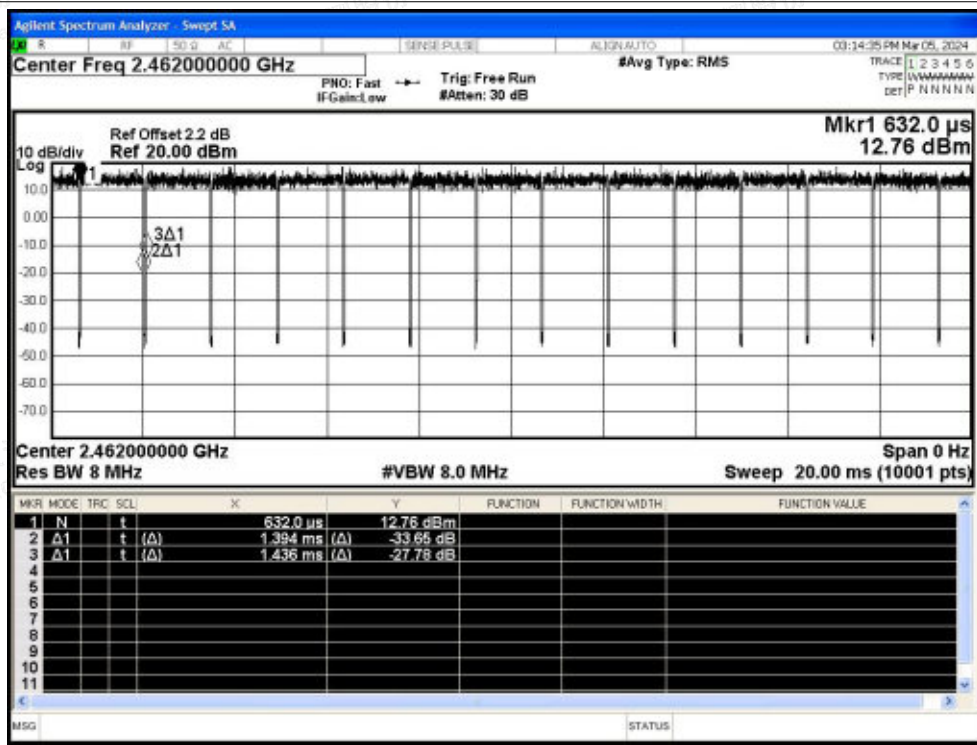 Agilent Spectrum Analyzer - Swept SA
R RF 50 Ω AC SENSE:PULSE ALIGN AUTO 03:14:35 PM Mar 05, 2024
Center Freq 2.462000000 GHz #Avg Type: RMS TRACE 1 2 3 4 5 6
PNO: Fast Trig: Free Run TYPE
IFGain:Low #Atten: 30 dB DET P N N N N N
Mkr1 632.0 µs
Ref Offset 2.2 dB
10 dB/div Ref 20.00 dBm 12.76 dBm
Log
1
10.0
0.00
3Δ1
-10.0
2Δ1
-20.0
-30.0
-40.0
-50.0
-60.0
-70.0
Center 2.462000000 GHz Span 0 Hz
Res BW 8 MHz #VBW 8.0 MHz Sweep 20.00 ms (10001 pts)
MKR MODE TRC SCL X Y FUNCTION FUNCTION WIDTH FUNCTION VALUE
1 N t 632.0 µs 12.76 dBm
2 Δ1 t (Δ) 1.394 ms (Δ) -33.65 dB
3 Δ1 t (Δ) 1.436 ms (Δ) -27.78 dB
4
5
6
7
8
9
10
11
MSG STATUS